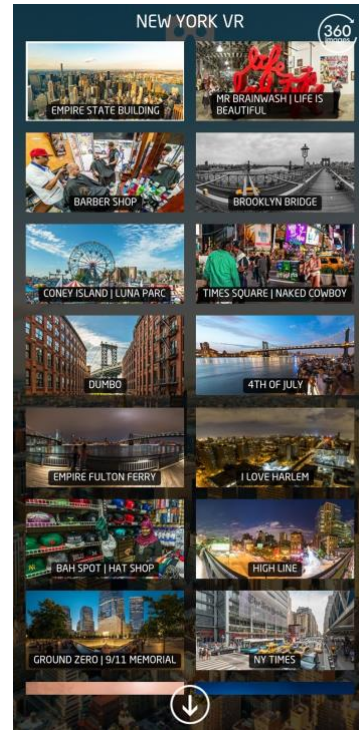 NEW YORK VR
360
images
EMPIRE STATE BUILDING
MR BRAINWASH | LIFE IS
BEAUTIFUL
BARBER SHOP
BROOKLYN BRIDGE
CONEY ISLAND | LUNA PARC
TIMES SQUARE | NAKED COWBOY
DUMBO
4TH OF JULY
EMPIRE FULTON FERRY
I LOVE HARLEM
BAH SPOT | HAT SHOP
HIGH LINE
GROUND ZERO | 9/11 MEMORIAL
NY TIMES